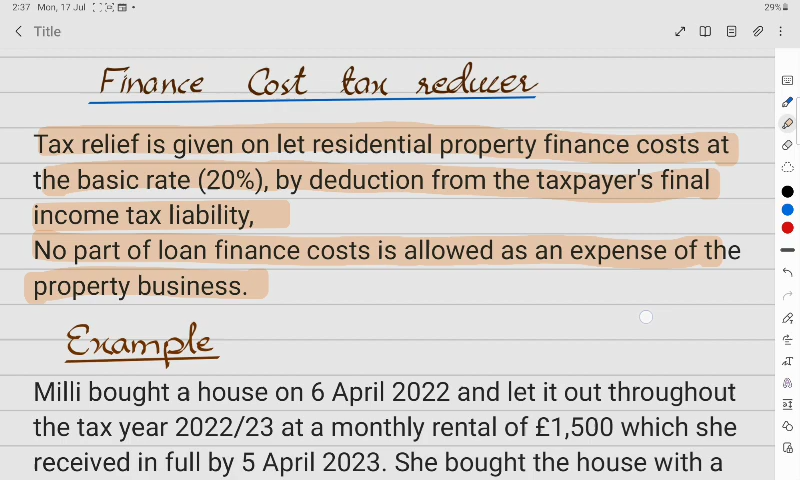 2:37 Mon, 17 Jul
29%
Title
Finance Cost tax reducer
Tax relief is given on let residential property finance costs at
the basic rate (20%), by deduction from the taxpayer's final
income tax liability,
No part of loan finance costs is allowed as an expense of the
property business.
Example
Milli bought a house on 6 April 2022 and let it out throughout
the tax year 2022/23 at a monthly rental of £1,500 which she
received in full by 5 April 2023. She bought the house with a